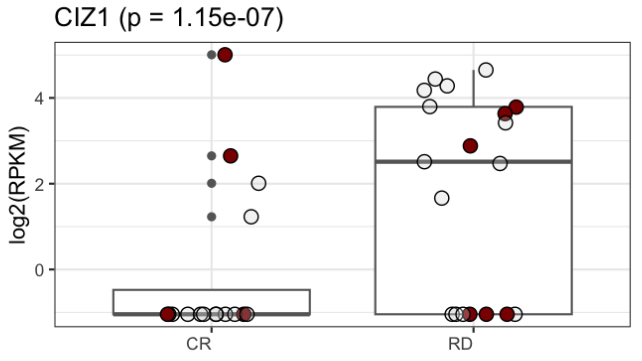 CIZ1 (p = 1.15e-07)
log2(RPKM)
4
2
0
CR
RD